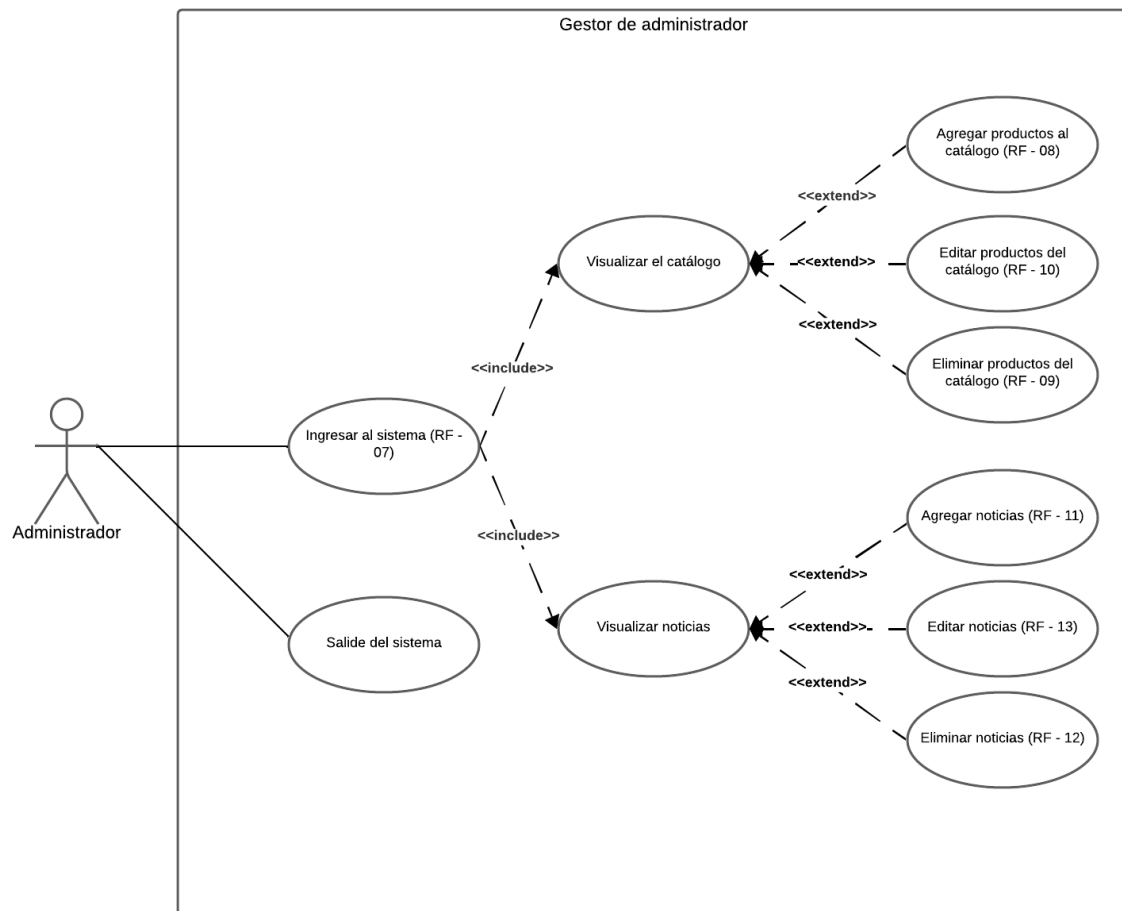 Gestor de administrador
Agregar productos al
catálogo (RF - 08)
<<extend>>
Visualizar el catálogo
<<extend>>
Editar productos del
catálogo (RF - 10)
<<extend>>
Eliminar productos del
catálogo (RF - 09)
<<include>>
Ingresar al sistema (RF -
07)
Administrador
<<include>>
Agregar noticias (RF - 11)
<<extend>>
Visualizar noticias
<<extend>>
Editar noticias (RF - 13)
Salide del sistema
<<extend>>
Eliminar noticias (RF - 12)